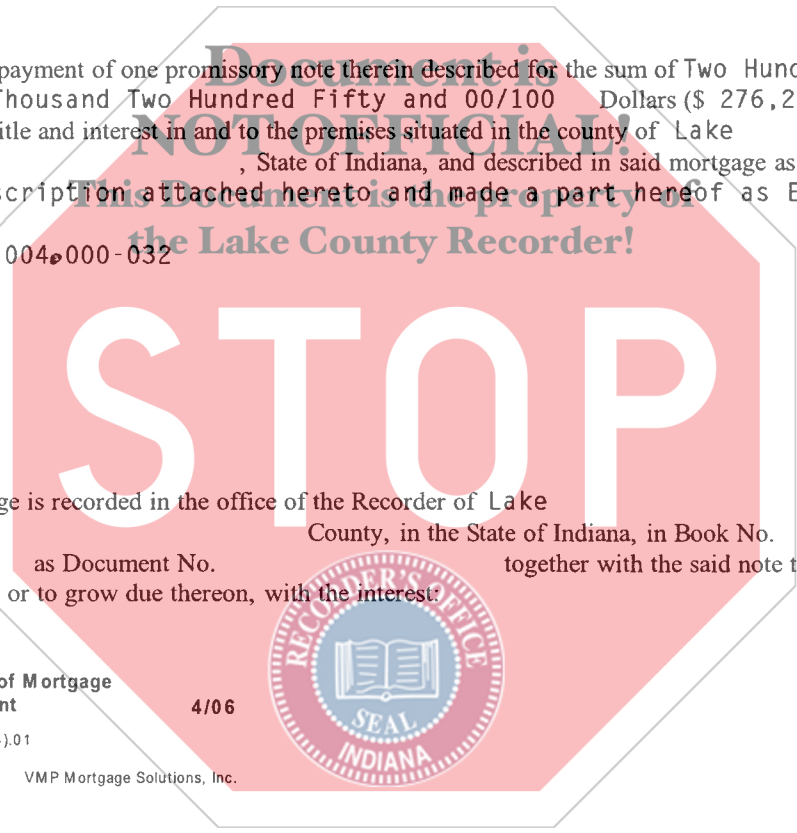 Document is
payment of one promissory note therein described for the sum of Two Hund
Thousand Two Hundred Fifty and 00/100 Dollars ($ 276,2
NOT OFFICIAL!
itle and interest in and to the premises situated in the county of Lake
, State of Indiana, and described in said mortgage as
This Document is the property of
scription attached hereto and made a part hereof as E
the Lake County Recorder!
004.000-032
STOP
ge is recorded in the office of the Recorder of Lake
County, in the State of Indiana, in Book No.
as Document No. together with the said note t
or to grow due thereon, with the interest:
RECORDER'S OFFICE
SEAL
INDIANA
of Mortgage
nt 4/06
).01
VMP Mortgage Solutions, Inc.